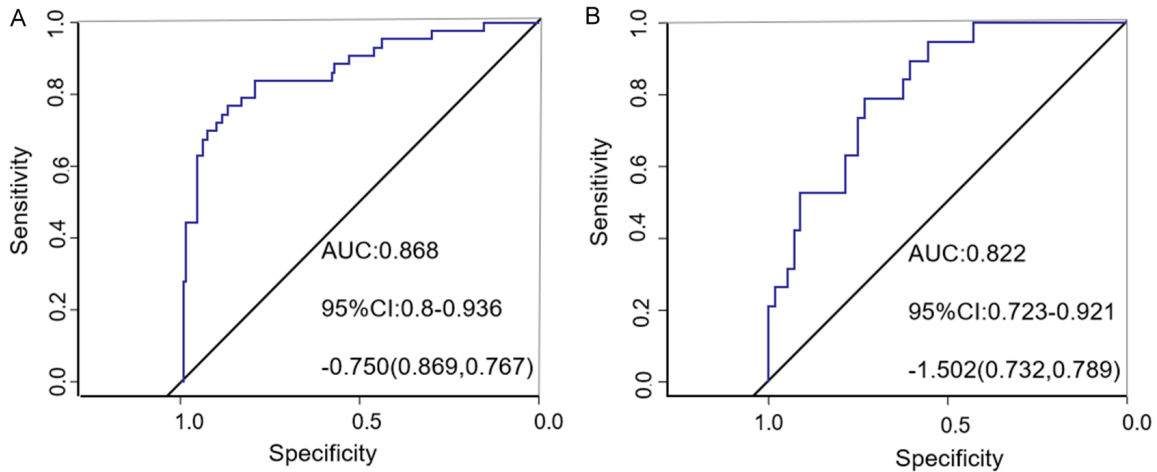 A
Sensitivity
1.0
0.8
0.6
0.4
0.2
0.0
AUC:0.868
95%CI:0.8-0.936
-0.750(0.869,0.767)
1.0
0.5
0.0
Specificity
B
Sensitivity
1.0
0.8
0.6
0.4
0.2
0.0
AUC:0.822
95%CI:0.723-0.921
-1.502(0.732,0.789)
1.0
0.5
0.0
Specificity